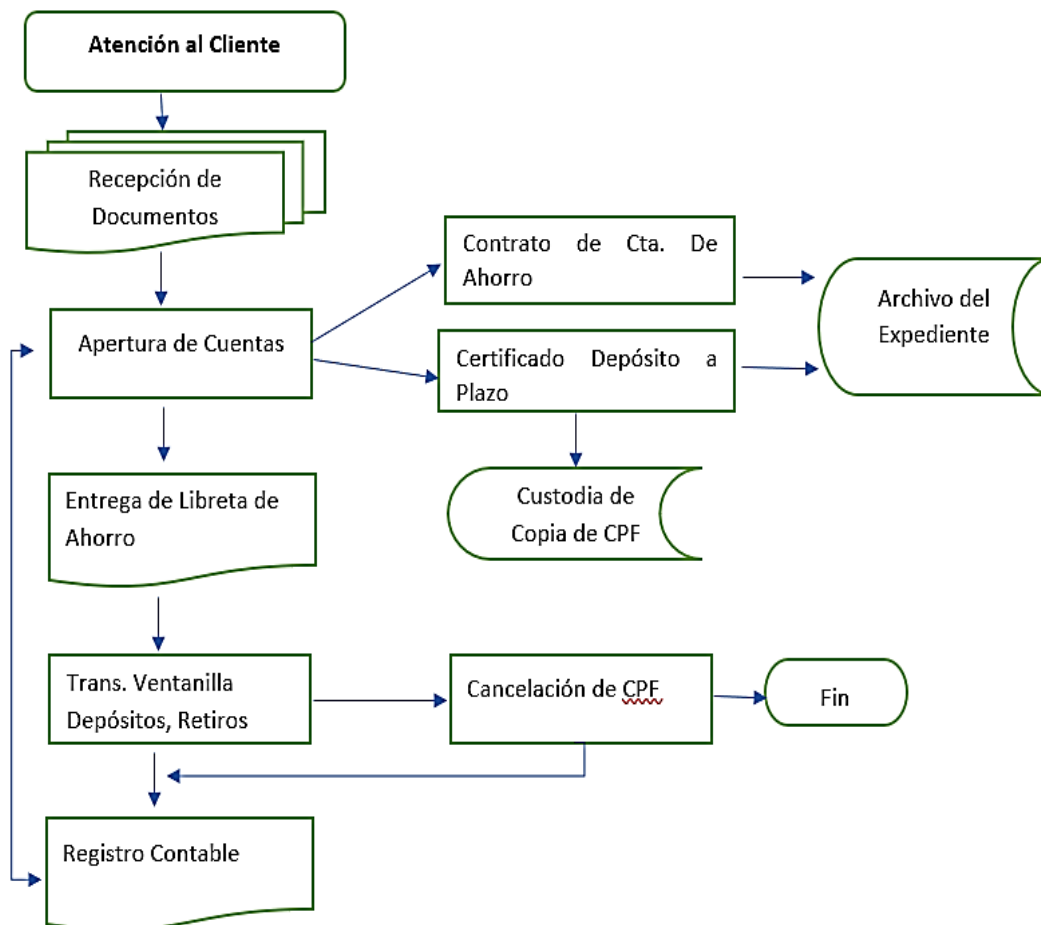 Atención al Cliente
Recepción de
Documentos
Contrato de Cta. De
Ahorro
Archivo del
Expediente
Apertura de Cuentas
Certificado Depósito a
Plazo
Entrega de Libreta de
Ahorro
Custodia de
Copia de CPF
Trans. Ventanilla
Depósitos, Retiros
Cancelación de CPF
Fin
Registro Contable